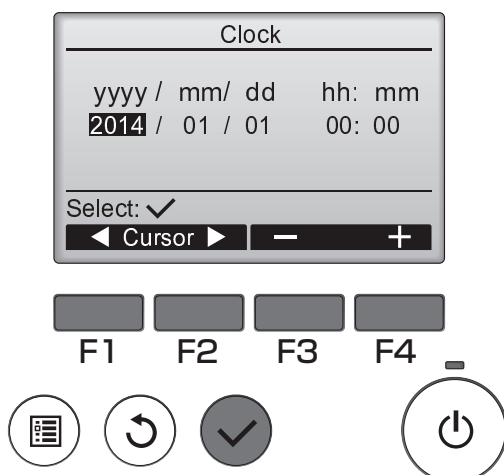 Clock
yyyy / mm/ dd hh: mm
2014 / 01 / 01 00: 00
Select: ✓
◀ Cursor ▶ − +
F1 F2 F3 F4